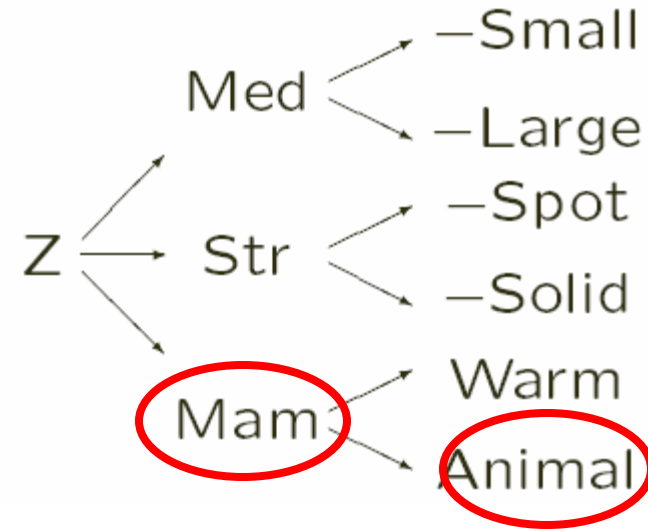 –Small
Med
–Large
–Spot
Z
Str
–Solid
Warm
Mam
Animal